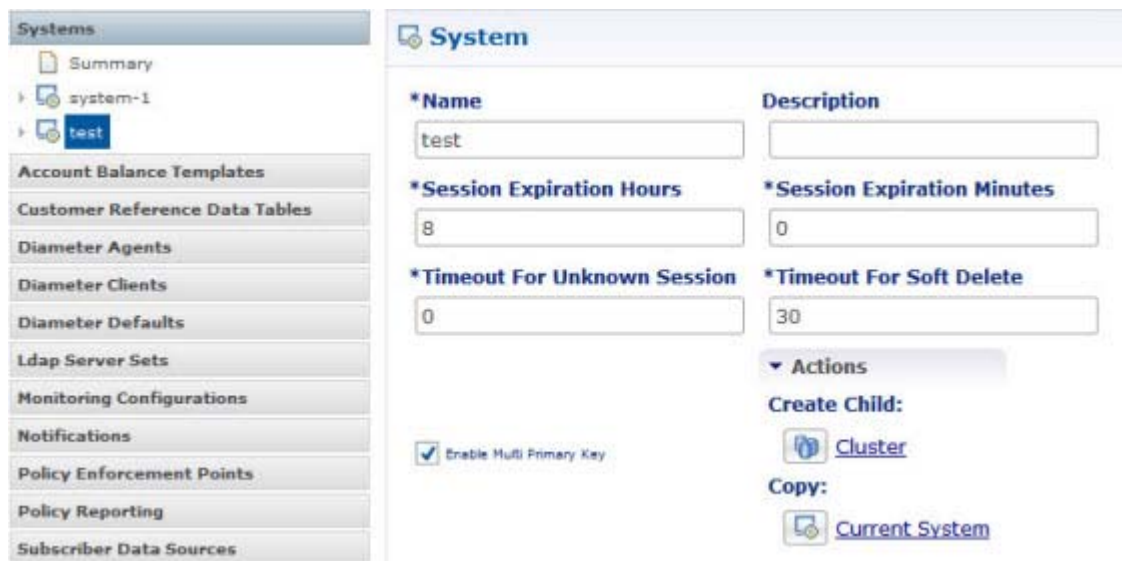 Systems
Summary
system-1
test
Account Balance Templates
Customer Reference Data Tables
Diameter Agents
Diameter Clients
Diameter Defaults
Ldap Server Sets
Monitoring Configurations
Notifications
Policy Enforcement Points
Policy Reporting
Subscriber Data Sources
System
*Name
Description
test
*Session Expiration Hours
*Session Expiration Minutes
8
0
*Timeout For Unknown Session
*Timeout For Soft Delete
0
30
Actions
Create Child:
Enable Multi Primary Key
Cluster
Copy:
Current System